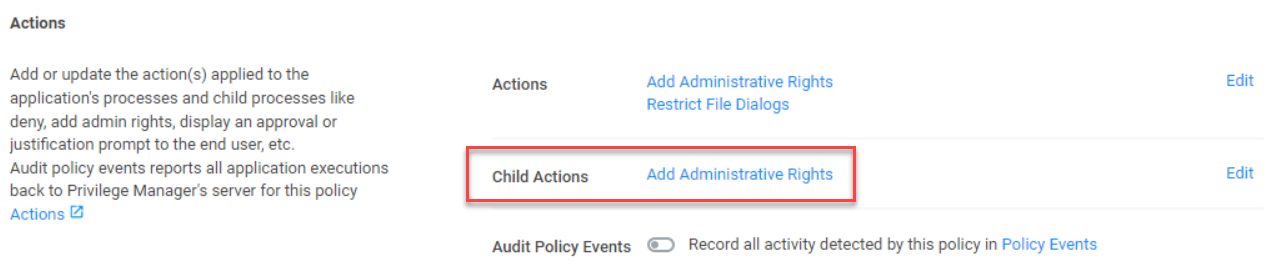 Actions
Add or update the action(s) applied to the
application's processes and child processes like
deny, add admin rights, display an approval or
justification prompt to the end user, etc.
Audit policy events reports all application executions
back to Privilege Manager's server for this policy
Actions
Actions Add Administrative Rights Edit
Restrict File Dialogs
Child Actions Add Administrative Rights Edit
Audit Policy Events Record all activity detected by this policy in Policy Events